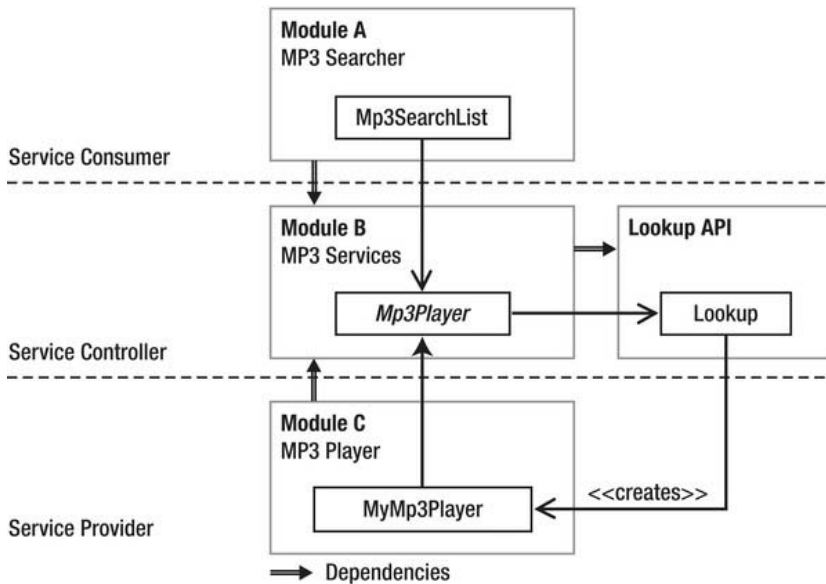 Module A
MP3 Searcher
Mp3SearchList
Service Consumer
Module B
MP3 Services
Lookup API
Mp3Player
Lookup
Service Controller
Module C
MP3 Player
<<creates>>
MyMp3Player
Service Provider
Dependencies